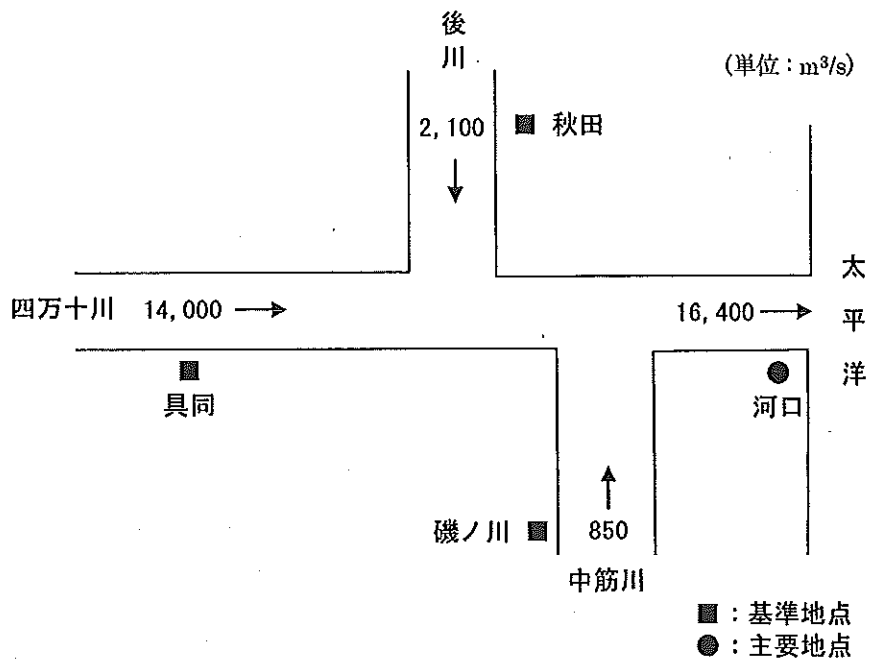 後川
(単位:m³/s)
2,100 ■ 秋田
四万十川 14,000
16,400
太平洋
具同
河口
磯ノ川
850
中筋川
■:基準地点
●:主要地点